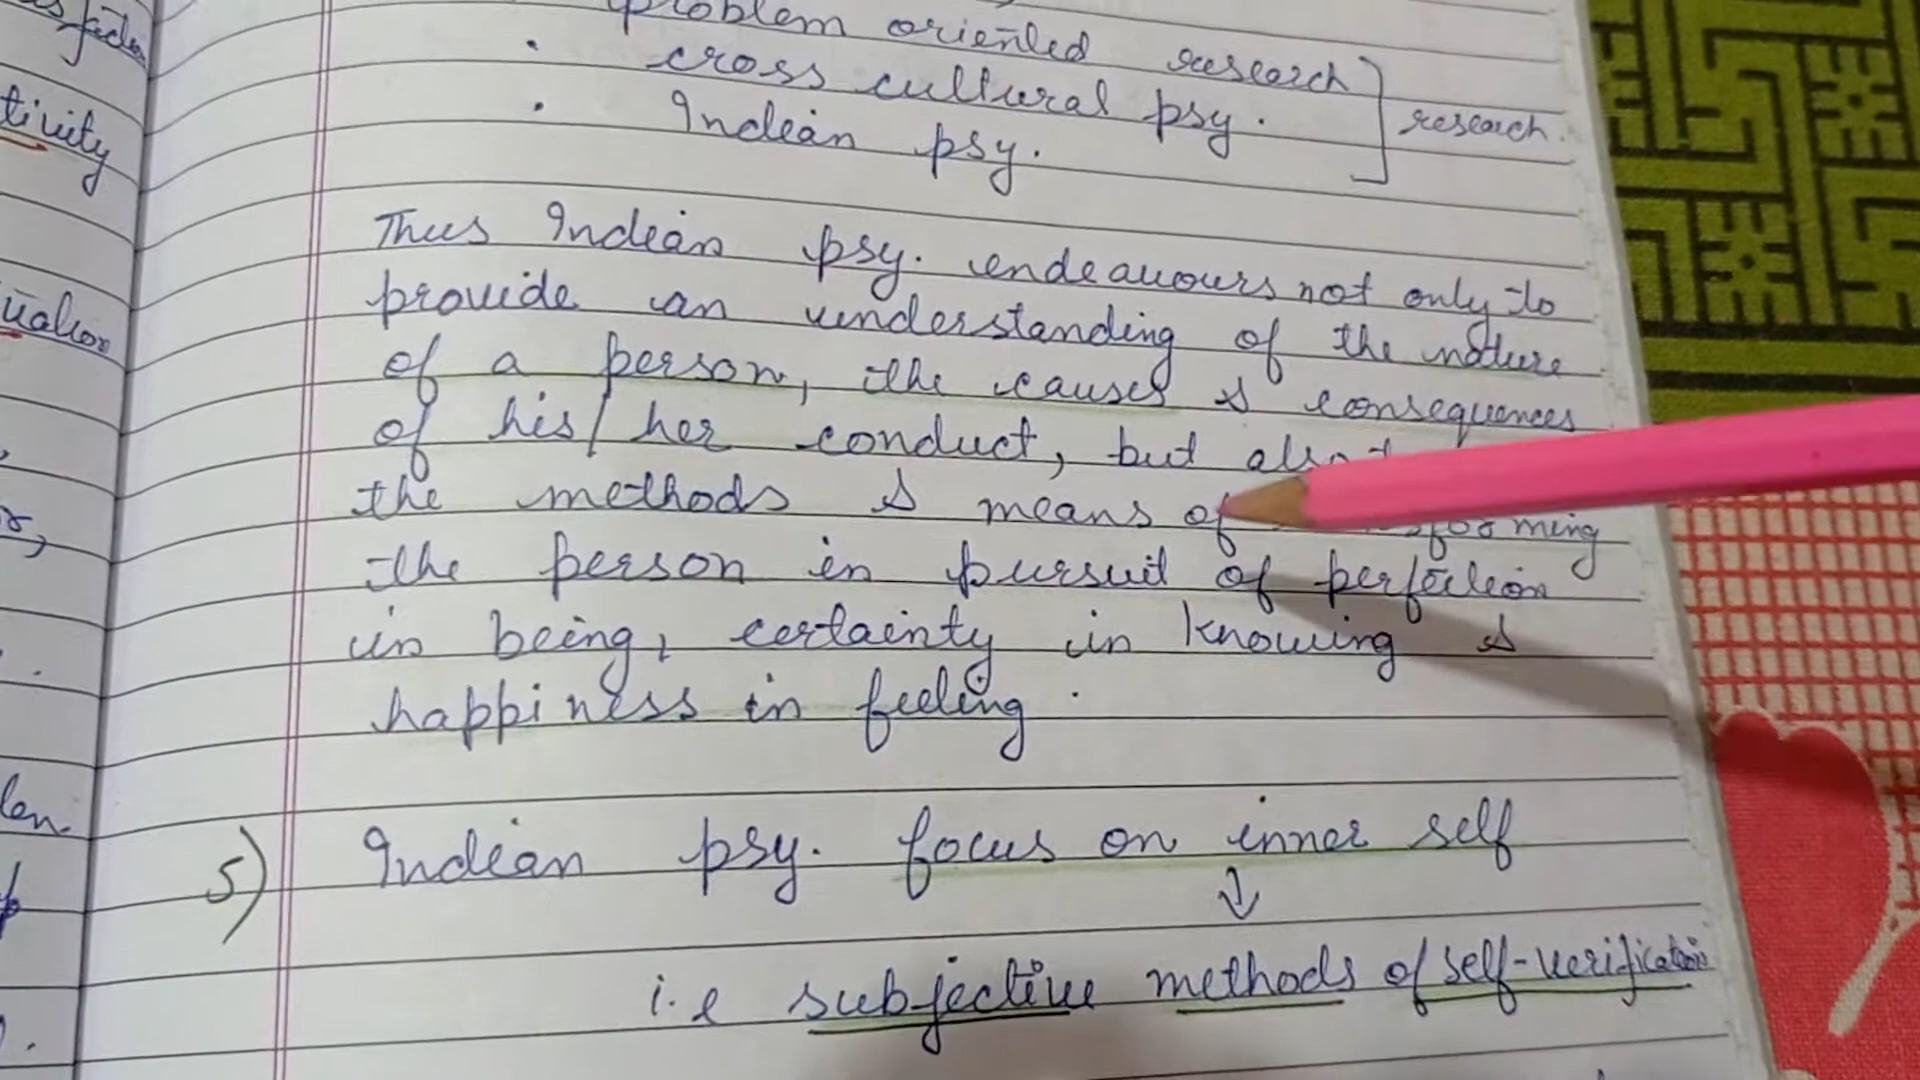 tivity
problem oriented research
. cross cultural psy.
. Indian psy.
research.
Thus Indian psy. endeavours not only to
provide an understanding of the nature
of a person, the causes & consequences
of his/her conduct, but also
the methods & means of
the person in pursuit of perfection
in being, certainty in knowing &
happiness in feeling.
5) Indian psy. focus on inner self
↓
i.e subjective methods of self-verification